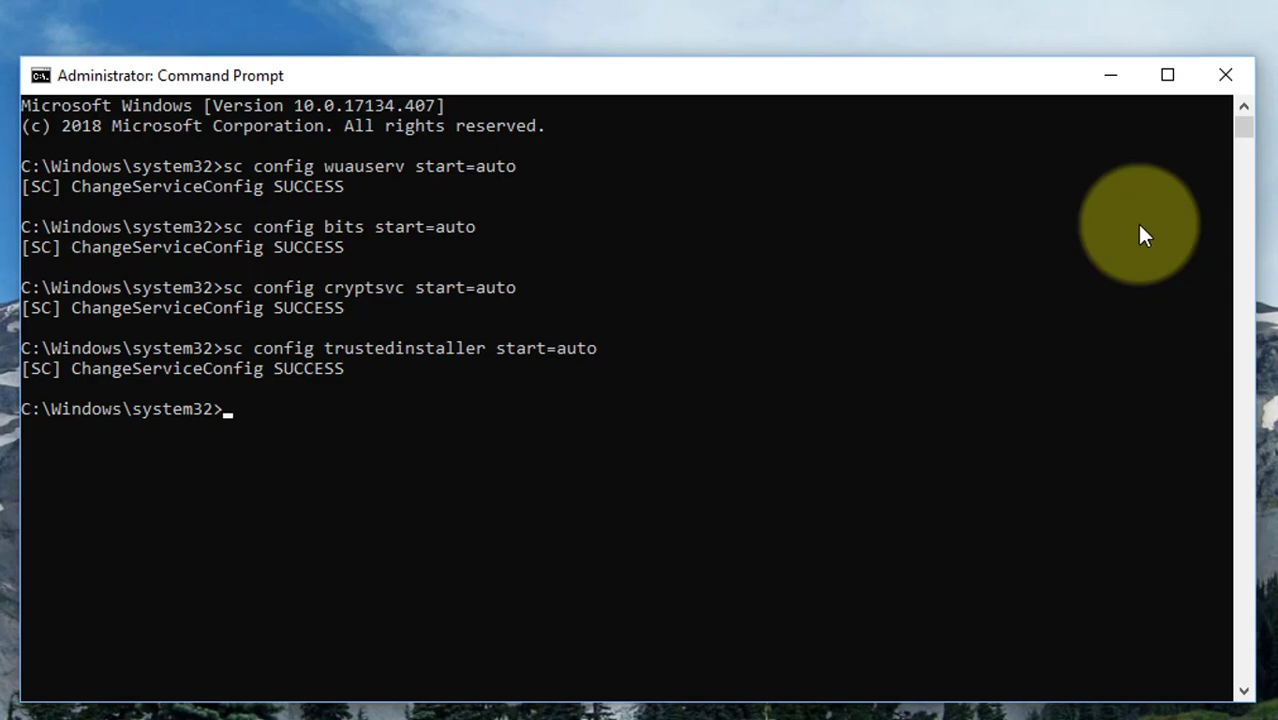 Administrator: Command Prompt
Microsoft Windows [Version 10.0.17134.407]
(c) 2018 Microsoft Corporation. All rights reserved.
C:\Windows\system32>sc config wuauserv start=auto
[SC] ChangeServiceConfig SUCCESS
C:\Windows\system32>sc config bits start=auto
[SC] ChangeServiceConfig SUCCESS
C:\Windows\system32>sc config cryptsvc start=auto
[SC] ChangeServiceConfig SUCCESS
C:\Windows\system32>sc config trustedinstaller start=auto
[SC] ChangeServiceConfig SUCCESS
C:\Windows\system32>